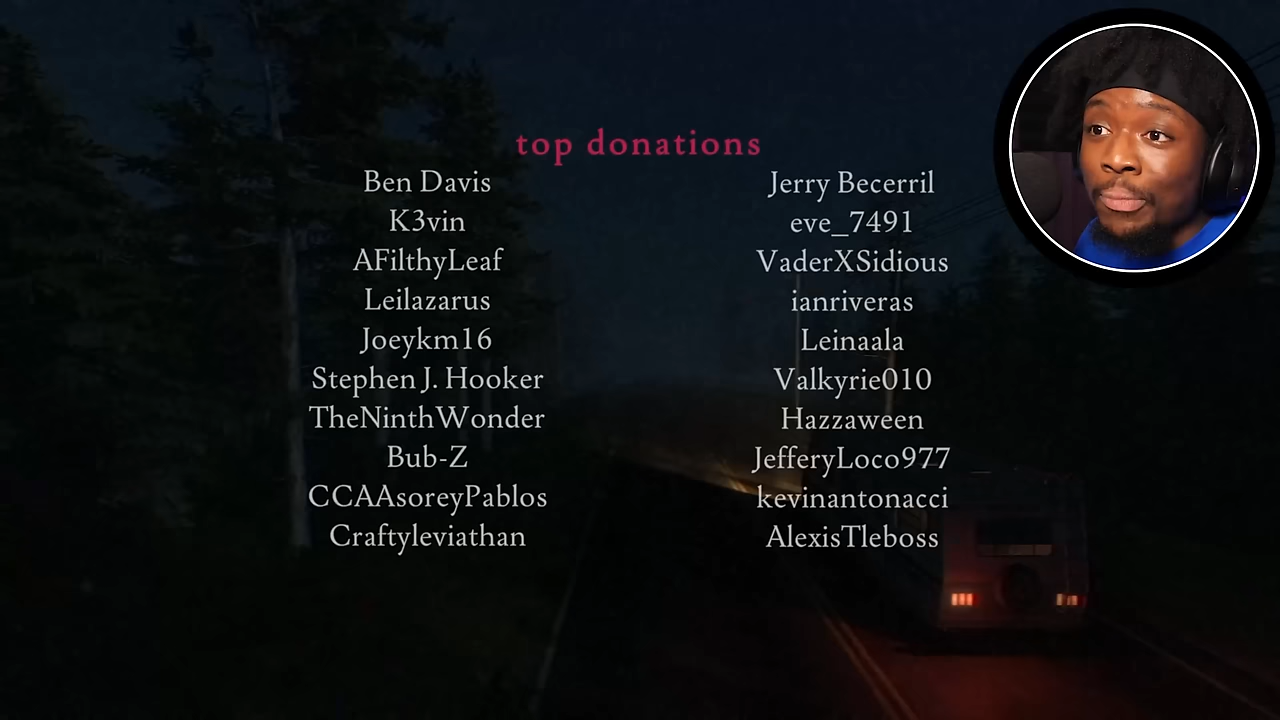 top donations
Ben Davis
K3vin
AFilthyLeaf
Leilazarus
Joeykm16
Stephen J. Hooker
TheNinthWonder
Bub-Z
CCAAsoreyPablos
Craftyleviathan
Jerry Becerril
eve_7491
VaderXSidious
ianriveras
Leinaala
Valkyrie010
Hazzaween
JefferyLoco977
kevinantonacci
AlexisTleboss